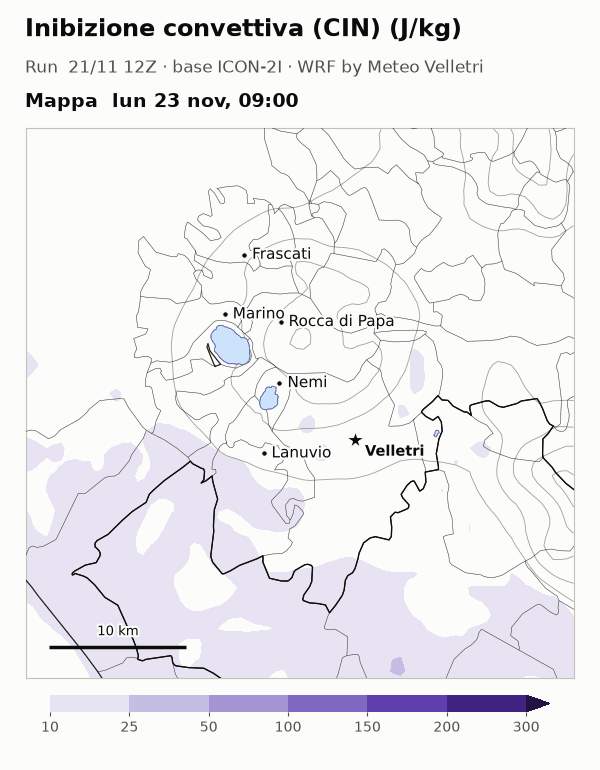 Inibizione convettiva (CIN) (J/kg)
Run  21/11 12Z · base ICON-2I · WRF by Meteo Velletri
Mappa  lun 23 nov, 09:00
Frascati
Marino
Rocca di Papa
Nemi
Velletri
Lanuvio
10 km
10 25 50 100 150 200 300